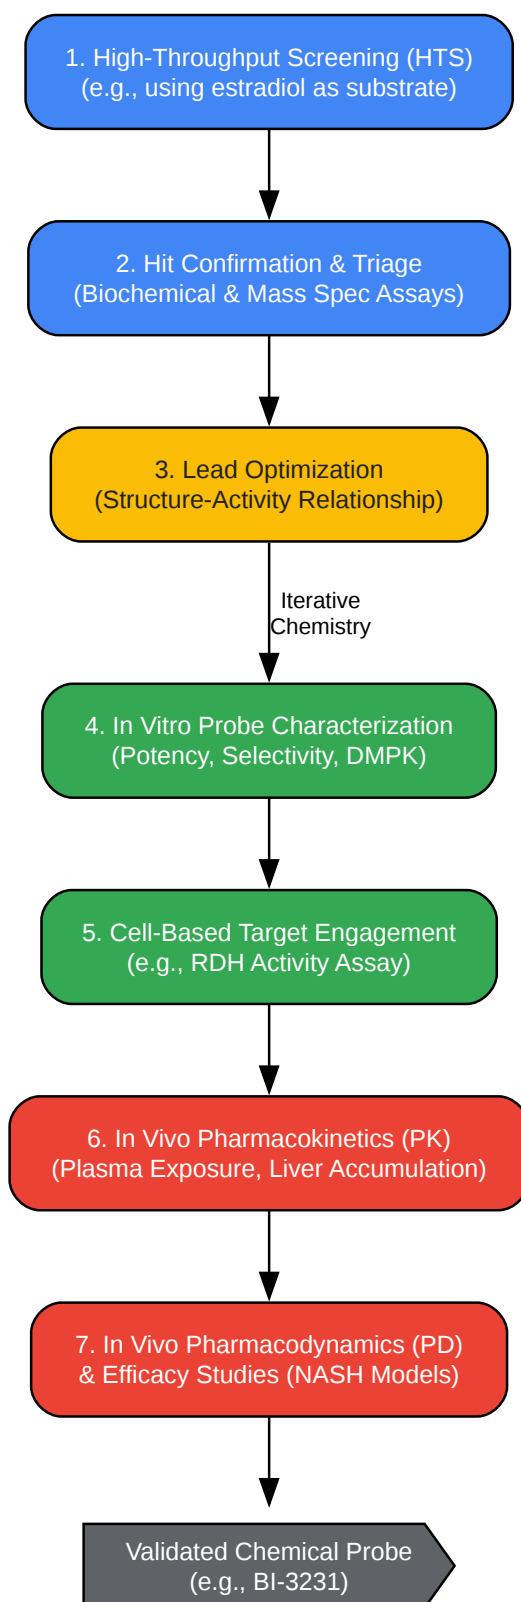 1. High-Throughput Screening (HTS)
(e.g., using estradiol as substrate)
2. Hit Confirmation & Triage
(Biochemical & Mass Spec Assays)
3. Lead Optimization
(Structure-Activity Relationship)
Iterative
Chemistry
4. In Vitro Probe Characterization
(Potency, Selectivity, DMPK)
5. Cell-Based Target Engagement
(e.g., RDH Activity Assay)
6. In Vivo Pharmacokinetics (PK)
(Plasma Exposure, Liver Accumulation)
7. In Vivo Pharmacodynamics (PD)
& Efficacy Studies (NASH Models)
Validated Chemical Probe
(e.g., BI-3231)